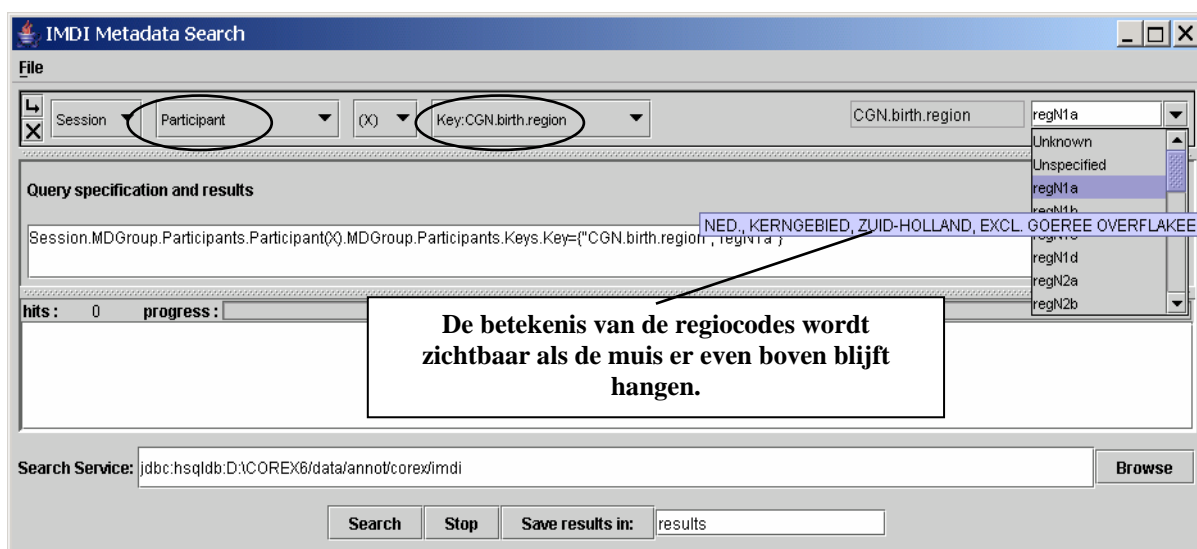 IMDI Metadata Search
File
Session Participant (X) Key:CGN.birth.region CGN.birth.region regN1a
Unknown
Unspecified
regN1a
regN1b
Query specification and results
NED., KERNGEBIED, ZUID-HOLLAND, EXCL. GOEREE OVERFLAKEE
Session.MDGroup.Participants.Participant(X).MDGroup.Participants.Keys.Key={"CGN.birth.region","regN1a"}
regN1d
regN2a
regN2b
hits : 0 progress :
De betekenis van de regiocodes wordt
zichtbaar als de muis er even boven blijft
hangen.
Search Service: jdbc:hsqldb:D:\COREX6/data/annot/corex/imdi Browse
Search Stop Save results in: results